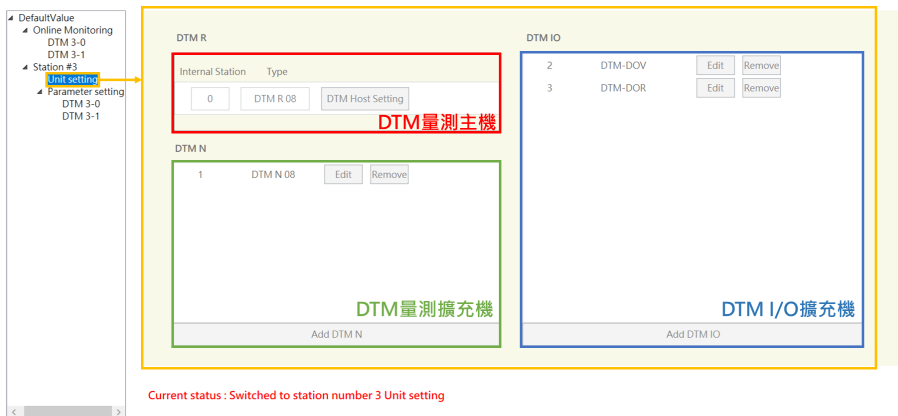 DefaultValue
Online Monitoring
DTM 3-0
DTM 3-1
Station #3
Unit setting
Parameter setting
DTM 3-0
DTM 3-1
DTM R
Internal Station Type
0 DTM R 08 DTM Host Setting
DTM量測主機
DTM N
1 DTM N 08 Edit Remove
DTM量測擴充機
Add DTM N
DTM IO
2 DTM-DOV Edit Remove
3 DTM-DOR Edit Remove
DTM I/O擴充機
Add DTM IO
Current status : Switched to station number 3 Unit setting